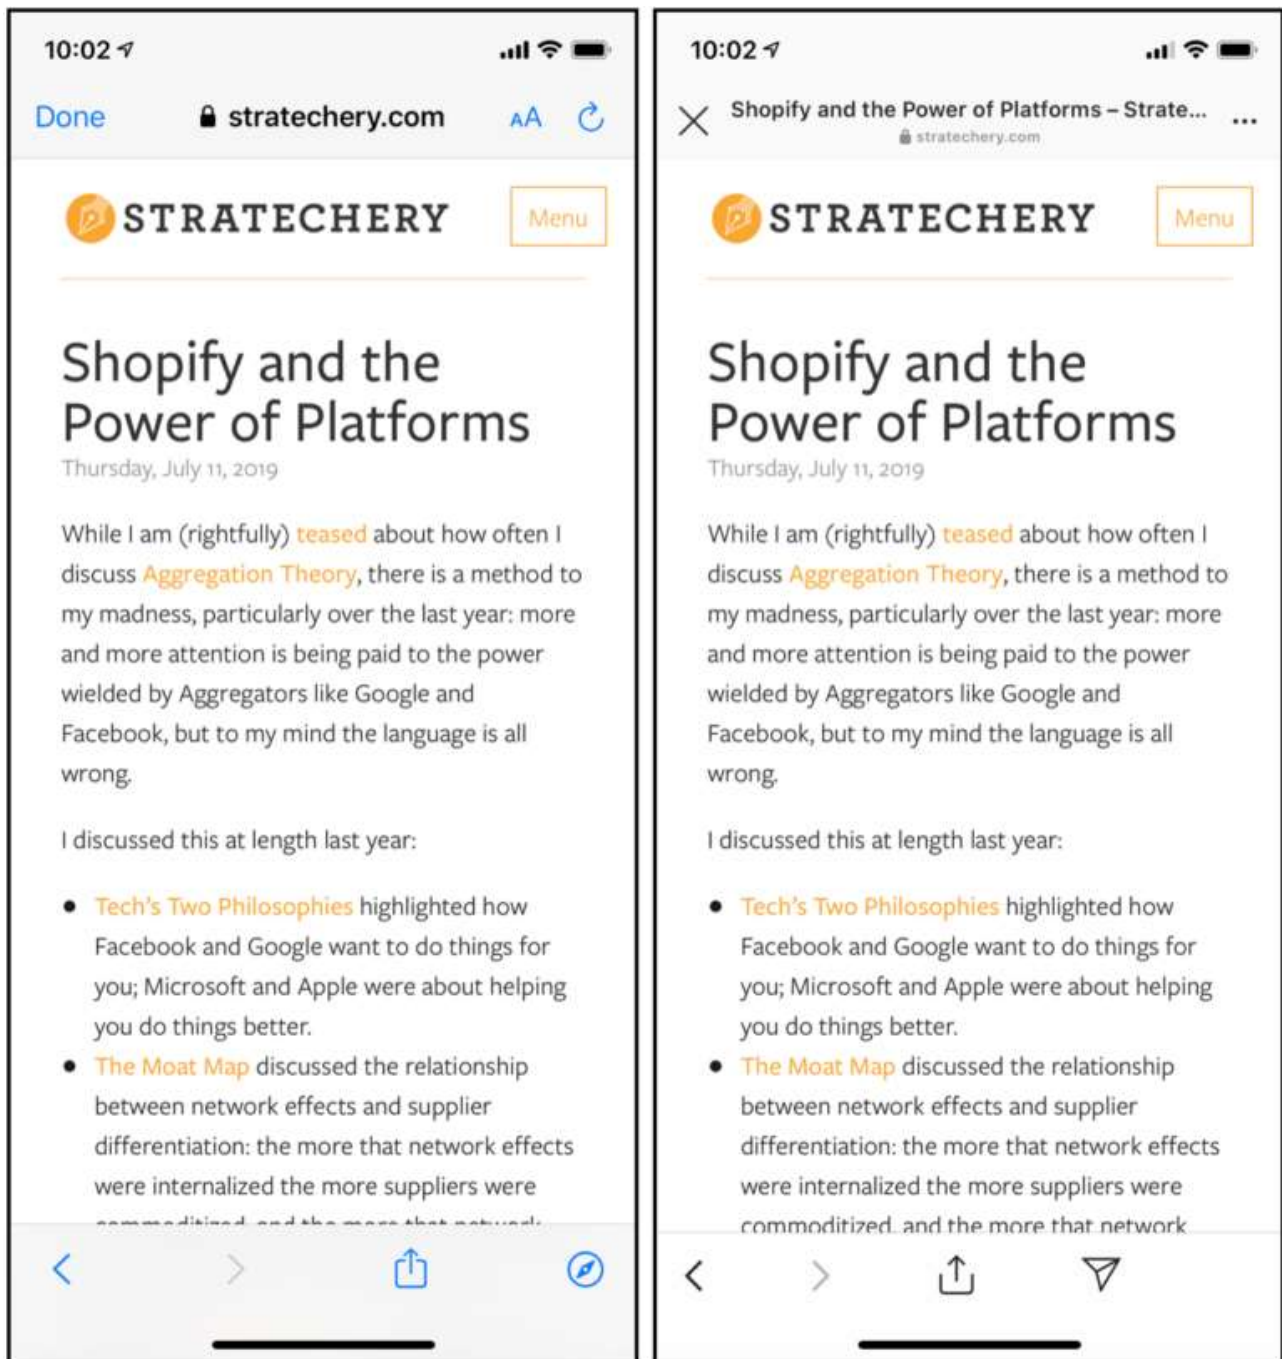 10:02
Done
stratechery.com
AA
STRATECHERY
Menu
Shopify and the
Power of Platforms
Thursday, July 11, 2019
While I am (rightfully) teased about how often I
discuss Aggregation Theory, there is a method to
my madness, particularly over the last year: more
and more attention is being paid to the power
wielded by Aggregators like Google and
Facebook, but to my mind the language is all
wrong.
I discussed this at length last year:
• Tech's Two Philosophies highlighted how
Facebook and Google want to do things for
you; Microsoft and Apple were about helping
you do things better.
• The Moat Map discussed the relationship
between network effects and supplier
differentiation: the more that network effects
were internalized the more suppliers were
commoditized, and the more that network
10:02
Shopify and the Power of Platforms – Strate...
stratechery.com
STRATECHERY
Menu
Shopify and the
Power of Platforms
Thursday, July 11, 2019
While I am (rightfully) teased about how often I
discuss Aggregation Theory, there is a method to
my madness, particularly over the last year: more
and more attention is being paid to the power
wielded by Aggregators like Google and
Facebook, but to my mind the language is all
wrong.
I discussed this at length last year:
• Tech's Two Philosophies highlighted how
Facebook and Google want to do things for
you; Microsoft and Apple were about helping
you do things better.
• The Moat Map discussed the relationship
between network effects and supplier
differentiation: the more that network effects
were internalized the more suppliers were
commoditized, and the more that network